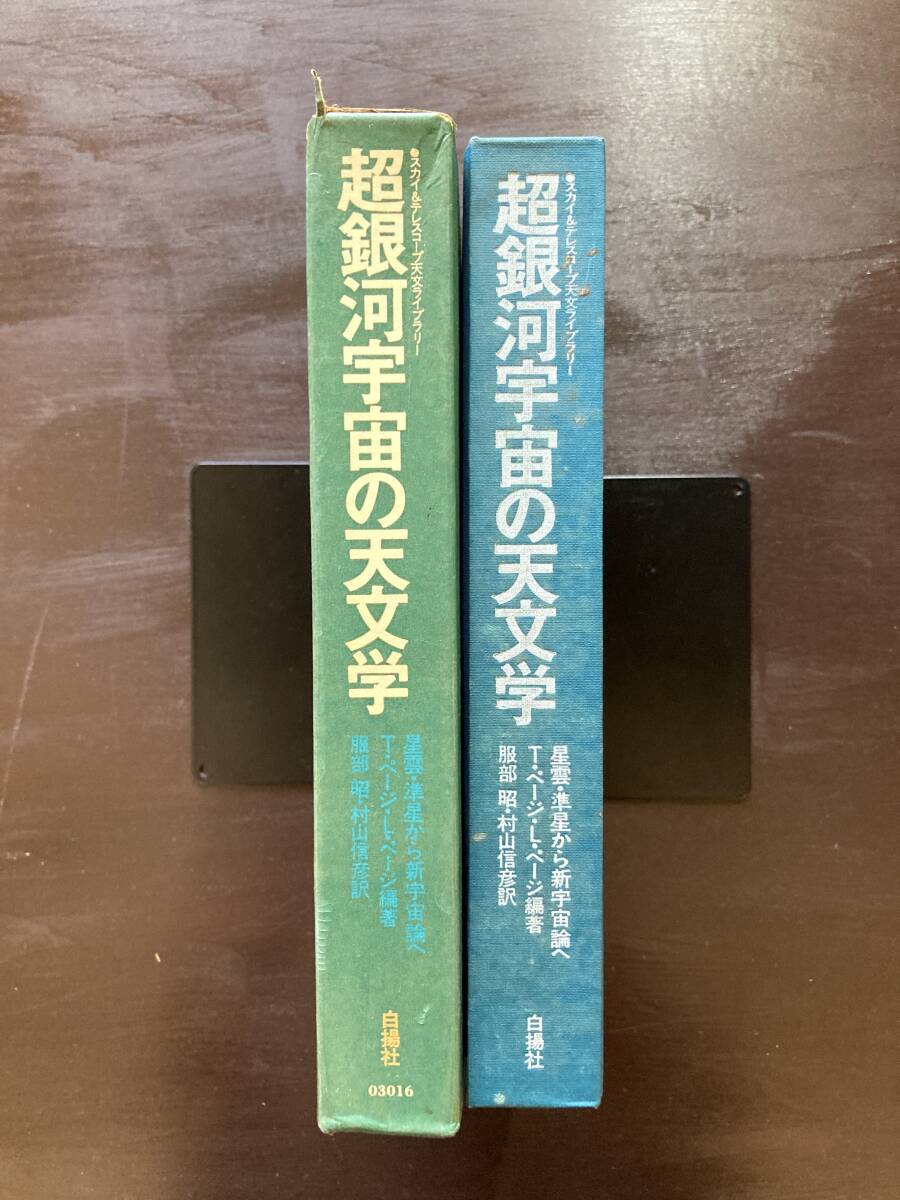 ●スカイ&テレスコープ天文ライブラリー
超銀河宇宙の天文学
星雲・準星から新宇宙論へ
T・ページ・L・ページ編著
服部 昭・村山信彦訳
白揚社
03016
●スカイ&テレスコープ天文ライブラリー
超銀河宇宙の天文学
星雲・準星から新宇宙論へ
T・ページ・L・ページ編著
服部 昭・村山信彦訳
白揚社